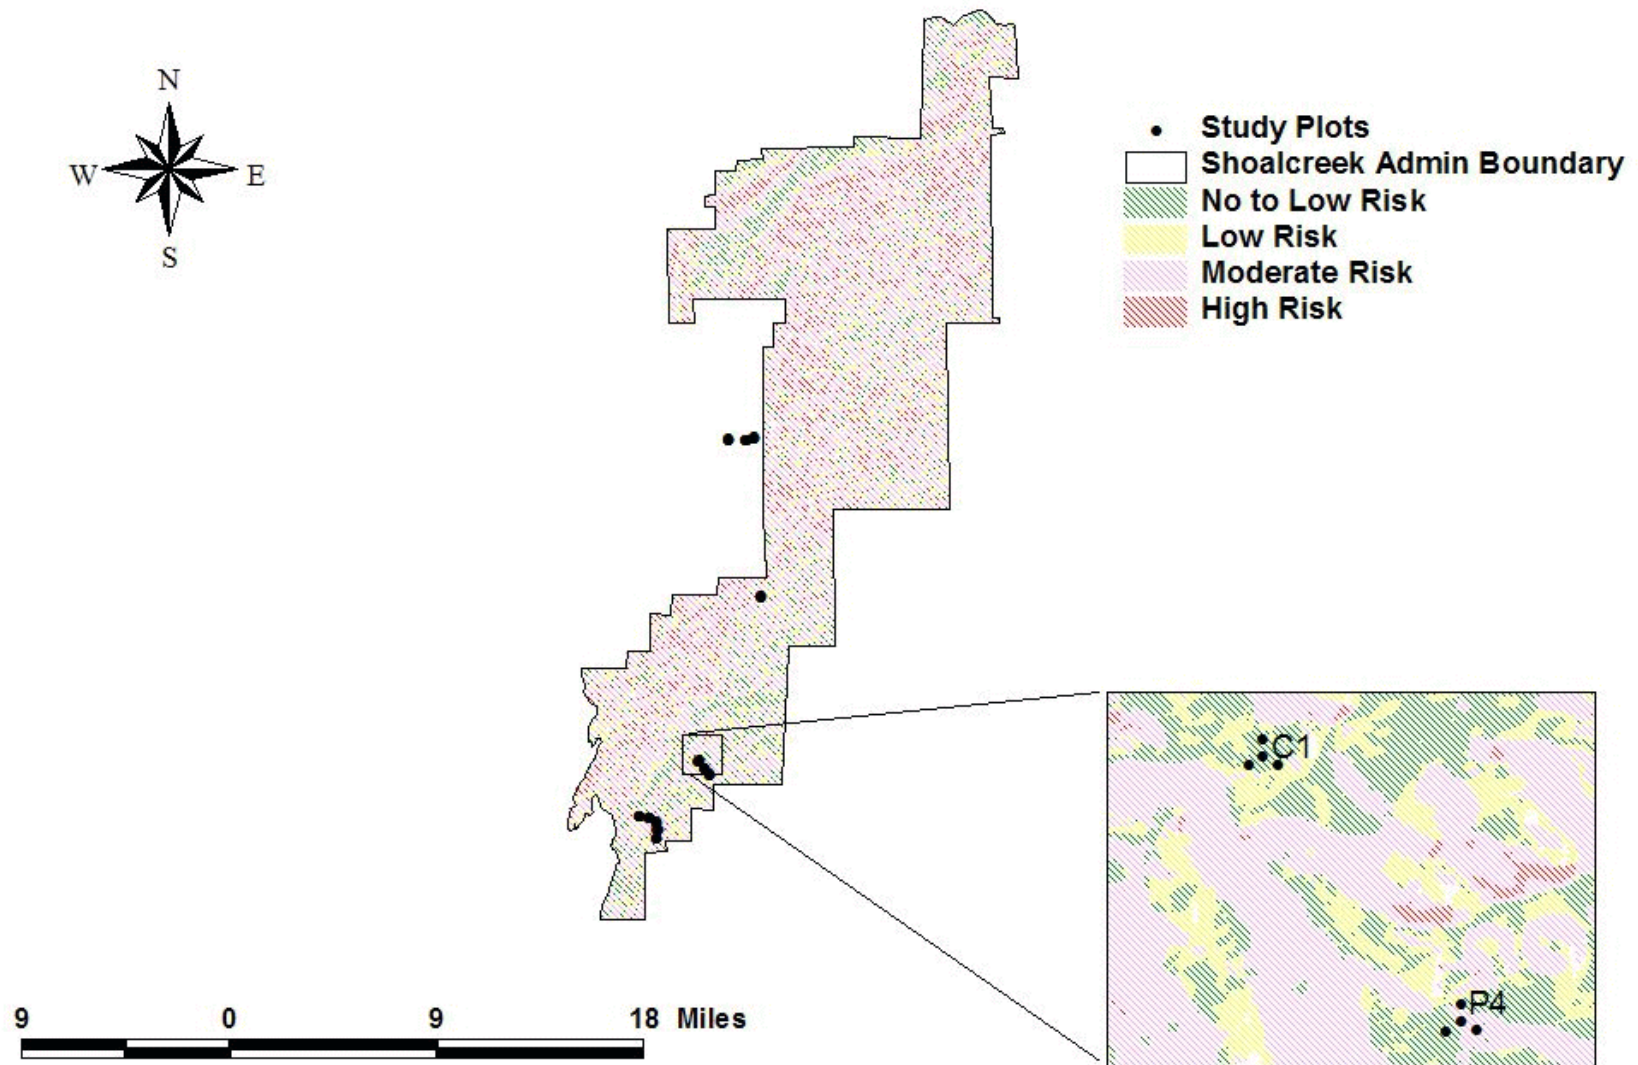 N
W E
S
Study Plots
Shoalcreek Admin Boundary
No to Low Risk
Low Risk
Moderate Risk
High Risk
C1
P4
9 0 9 18 Miles